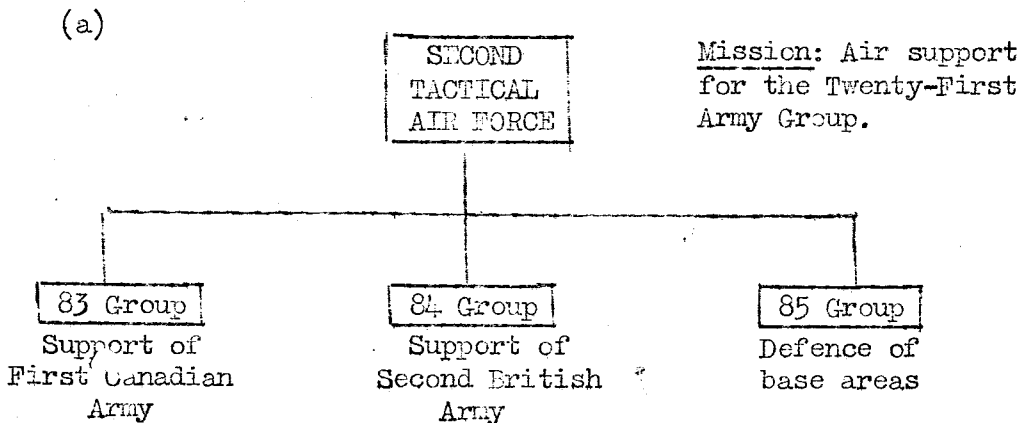 (a)
SECOND
TACTICAL
AIR FORCE
Mission: Air support
for the Twenty-First
Army Group.
83 Group
Support of
First Canadian
Army
84 Group
Support of
Second British
Army
85 Group
Defence of
base areas